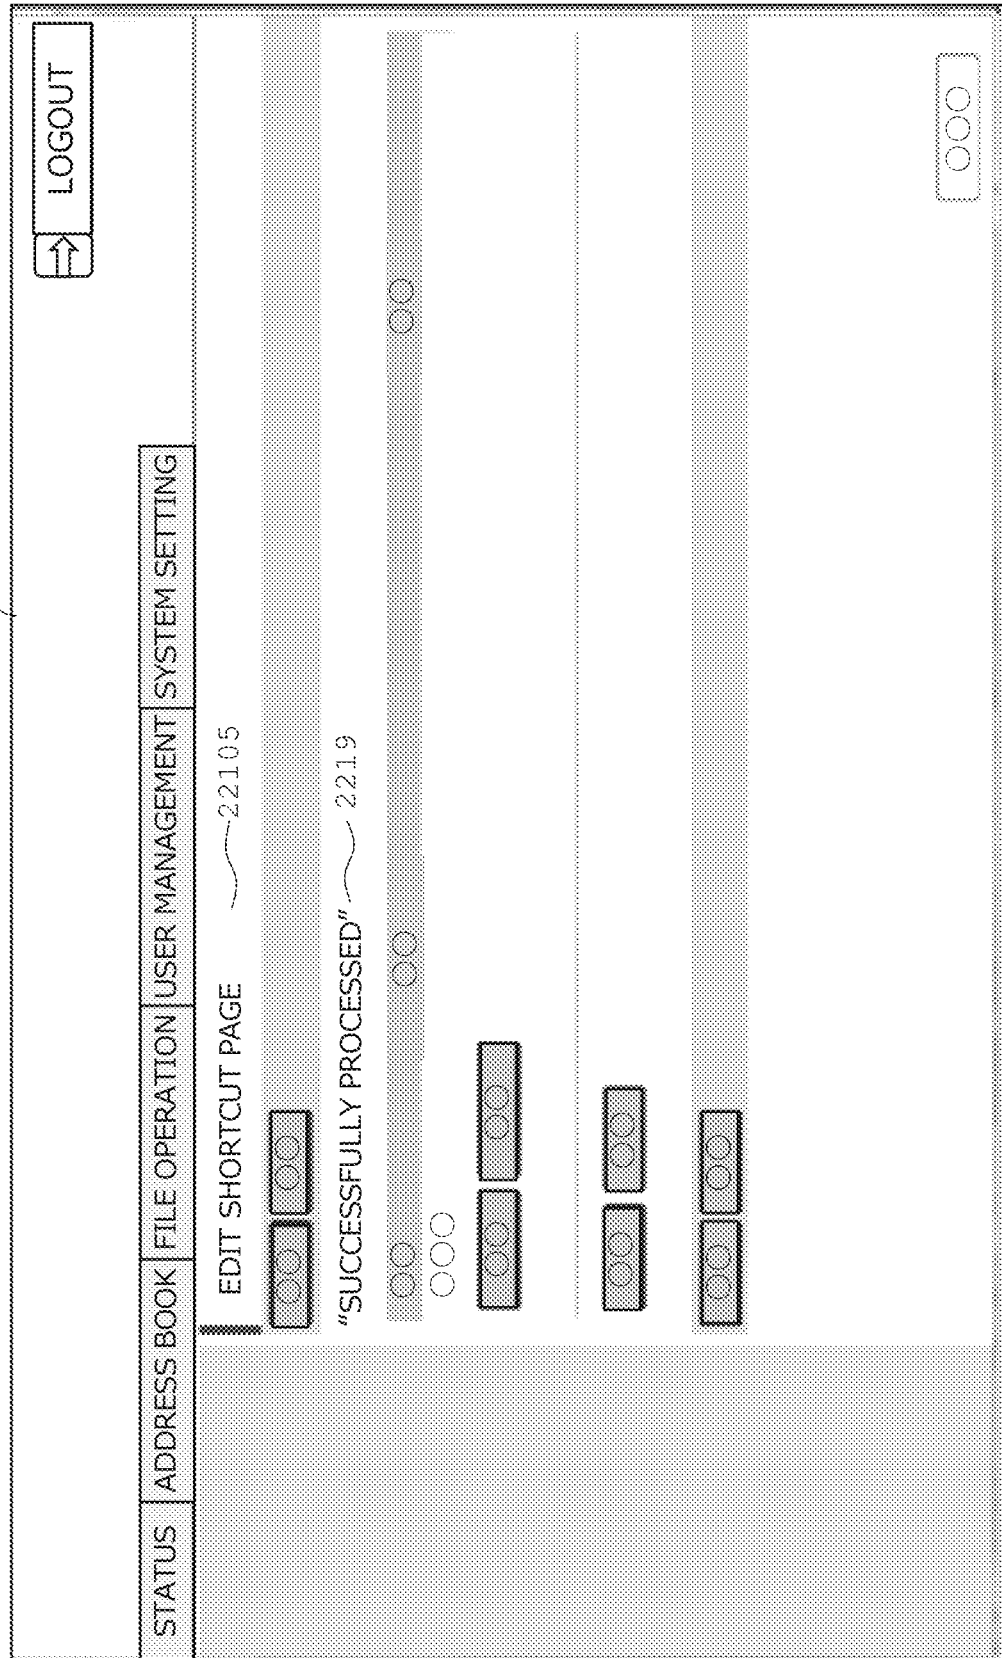 LOGOUT
STATUS ADDRESS BOOK FILE OPERATION USER MANAGEMENT SYSTEM SETTING
EDIT SHORTCUT PAGE 22105
○○ ○○
"SUCCESSFULLY PROCESSED" 2219
○○ ○○ ○○
○○○
○○ ○○
○○ ○○
○○ ○○
○○○